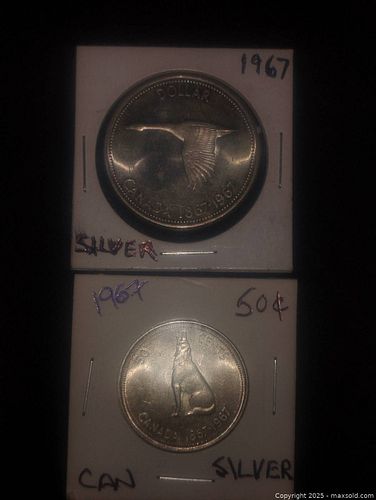 1967
DOLLAR
CANADA 1867-1967
SILVER
1967 50¢
CANADA 1867-1967
CAN SILVER
Copyright 2025 - maxsold.com